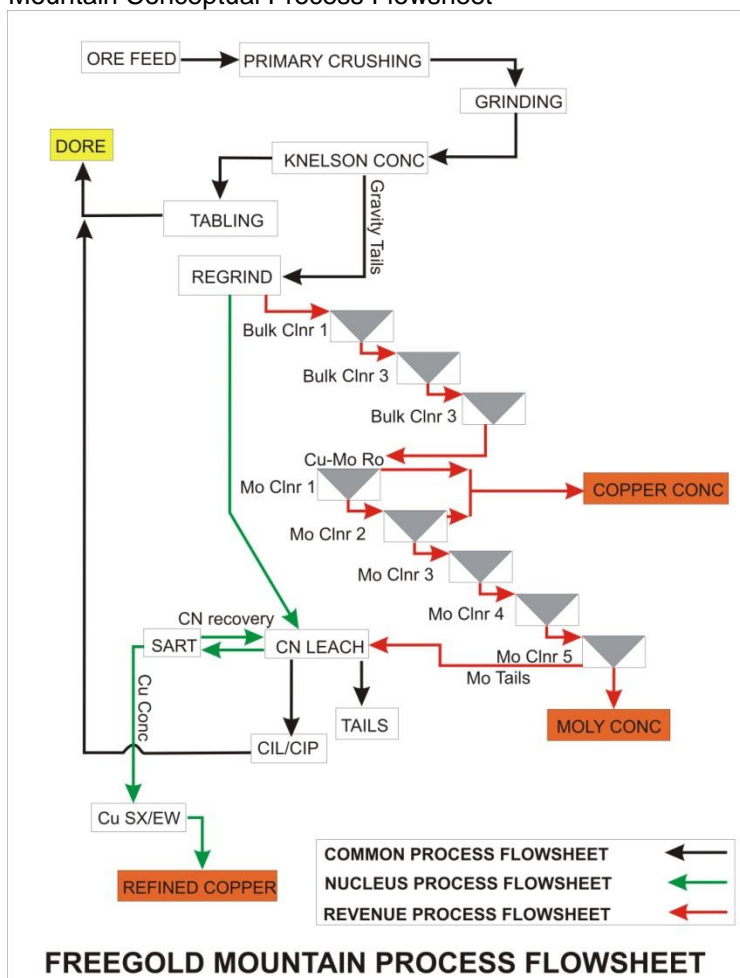 Mountain Conceptual Process Flowsheet
ORE FEED
PRIMARY CRUSHING
GRINDING
DORE
KNELSON CONC
TABLING
Gravity Tails
REGRIND
Bulk Clnr 1
Bulk Clnr 3
Bulk Clnr 3
Cu-Mo Ro
Mo Clnr 1
COPPER CONC
Mo Clnr 2
Mo Clnr 3
Mo Clnr 4
CN recovery
SART
CN LEACH
Mo Clnr 5
Mo Tails
Cu Conc
TAILS
MOLY CONC
CIL/CIP
Cu SX/EW
REFINED COPPER
COMMON PROCESS FLOWSHEET
NUCLEUS PROCESS FLOWSHEET
REVENUE PROCESS FLOWSHEET
FREEGOLD MOUNTAIN PROCESS FLOWSHEET